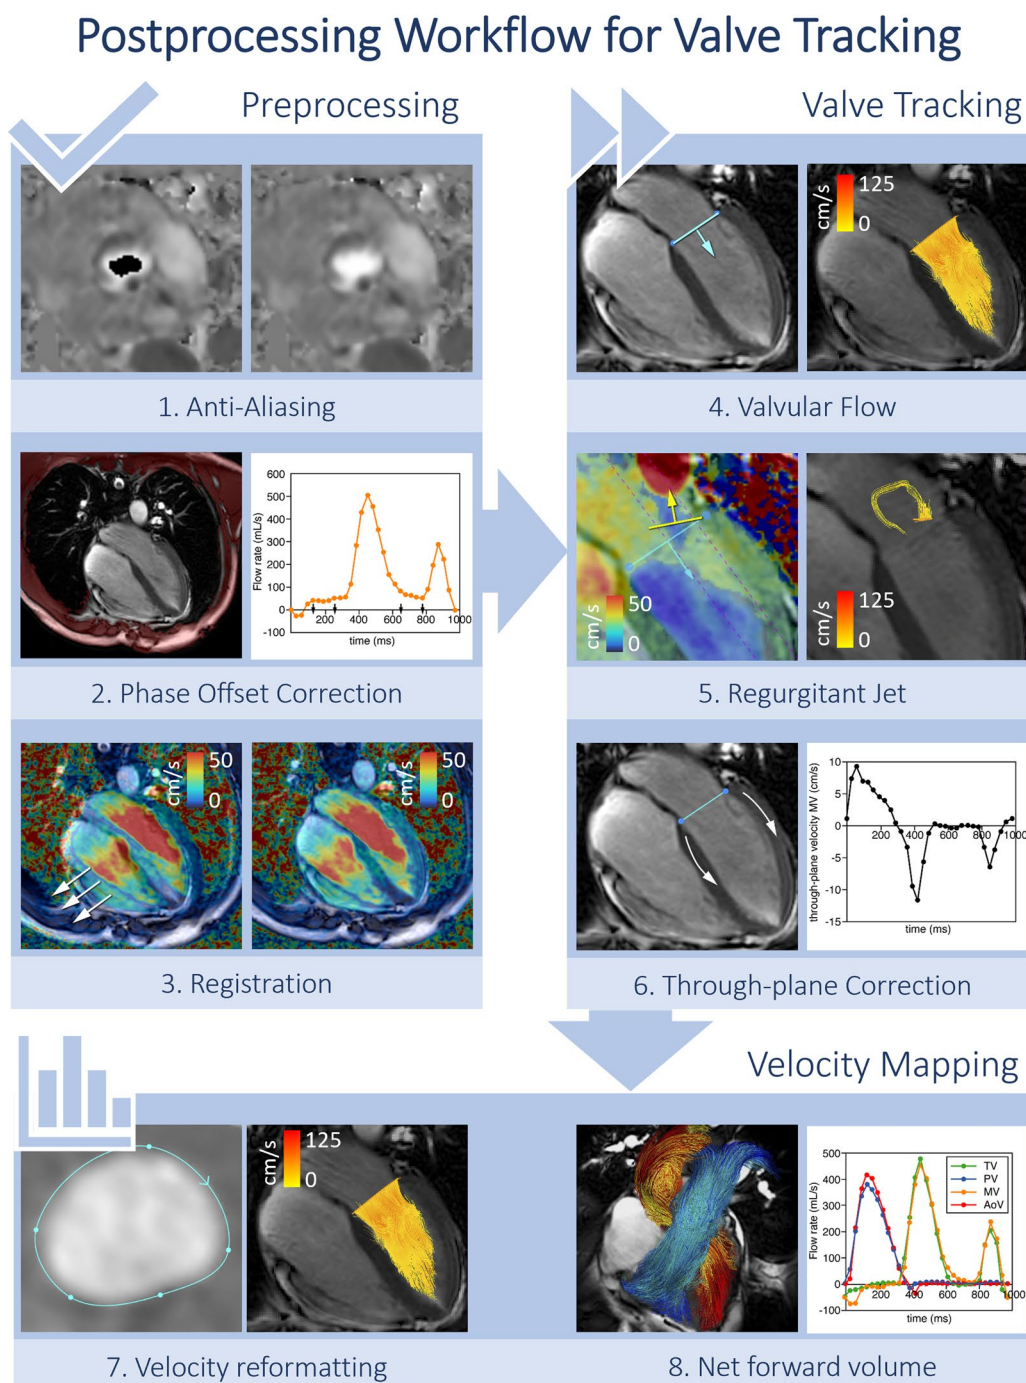 Postprocessing Workflow for Valve Tracking
Preprocessing
1. Anti-Aliasing
600
500
400
300
200
100
0
-100
Flow rate (mL/s)
200
400
600
800
1000
time (ms)
2. Phase Offset Correction
cm/s
50
0
cm/s
50
0
3. Registration
Valve Tracking
cm/s
125
0
4. Valvular Flow
cm/s
50
0
cm/s
125
0
5. Regurgitant Jet
through-plane velocity MV (cm/s)
10
5
0
-5
-10
-15
200
400
600
800
1000
time (ms)
6. Through-plane Correction
Velocity Mapping
cm/s
125
0
7. Velocity reformatting
Flow rate (mL/s)
500
400
300
200
100
0
-100
TV
PV
MV
AoV
200
400
600
800
1000
time (ms)
8. Net forward volume